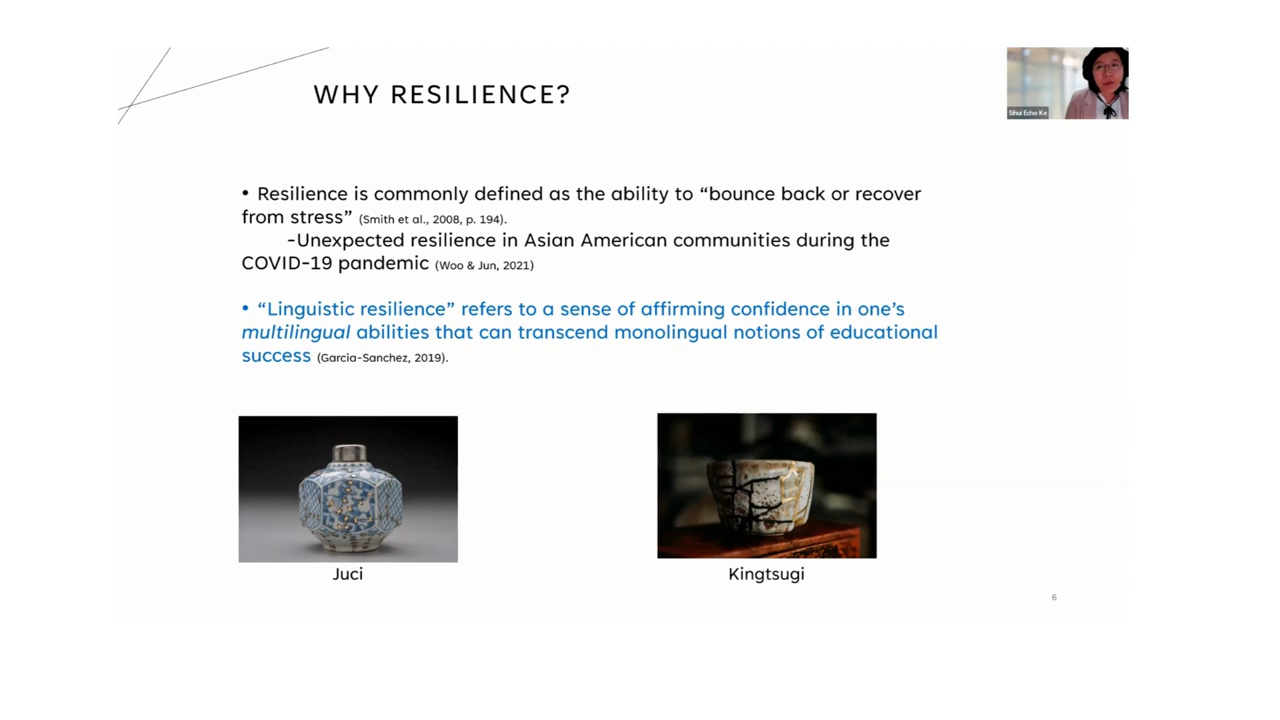 WHY RESILIENCE?
Sihui Echo Ke
• Resilience is commonly defined as the ability to “bounce back or recover
from stress” (Smith et al., 2008, p. 194).
-Unexpected resilience in Asian American communities during the
COVID-19 pandemic (Woo & Jun, 2021)
• “Linguistic resilience” refers to a sense of affirming confidence in one’s
multilingual abilities that can transcend monolingual notions of educational
success (Garcia-Sanchez, 2019).
Juci
Kingtsugi
6